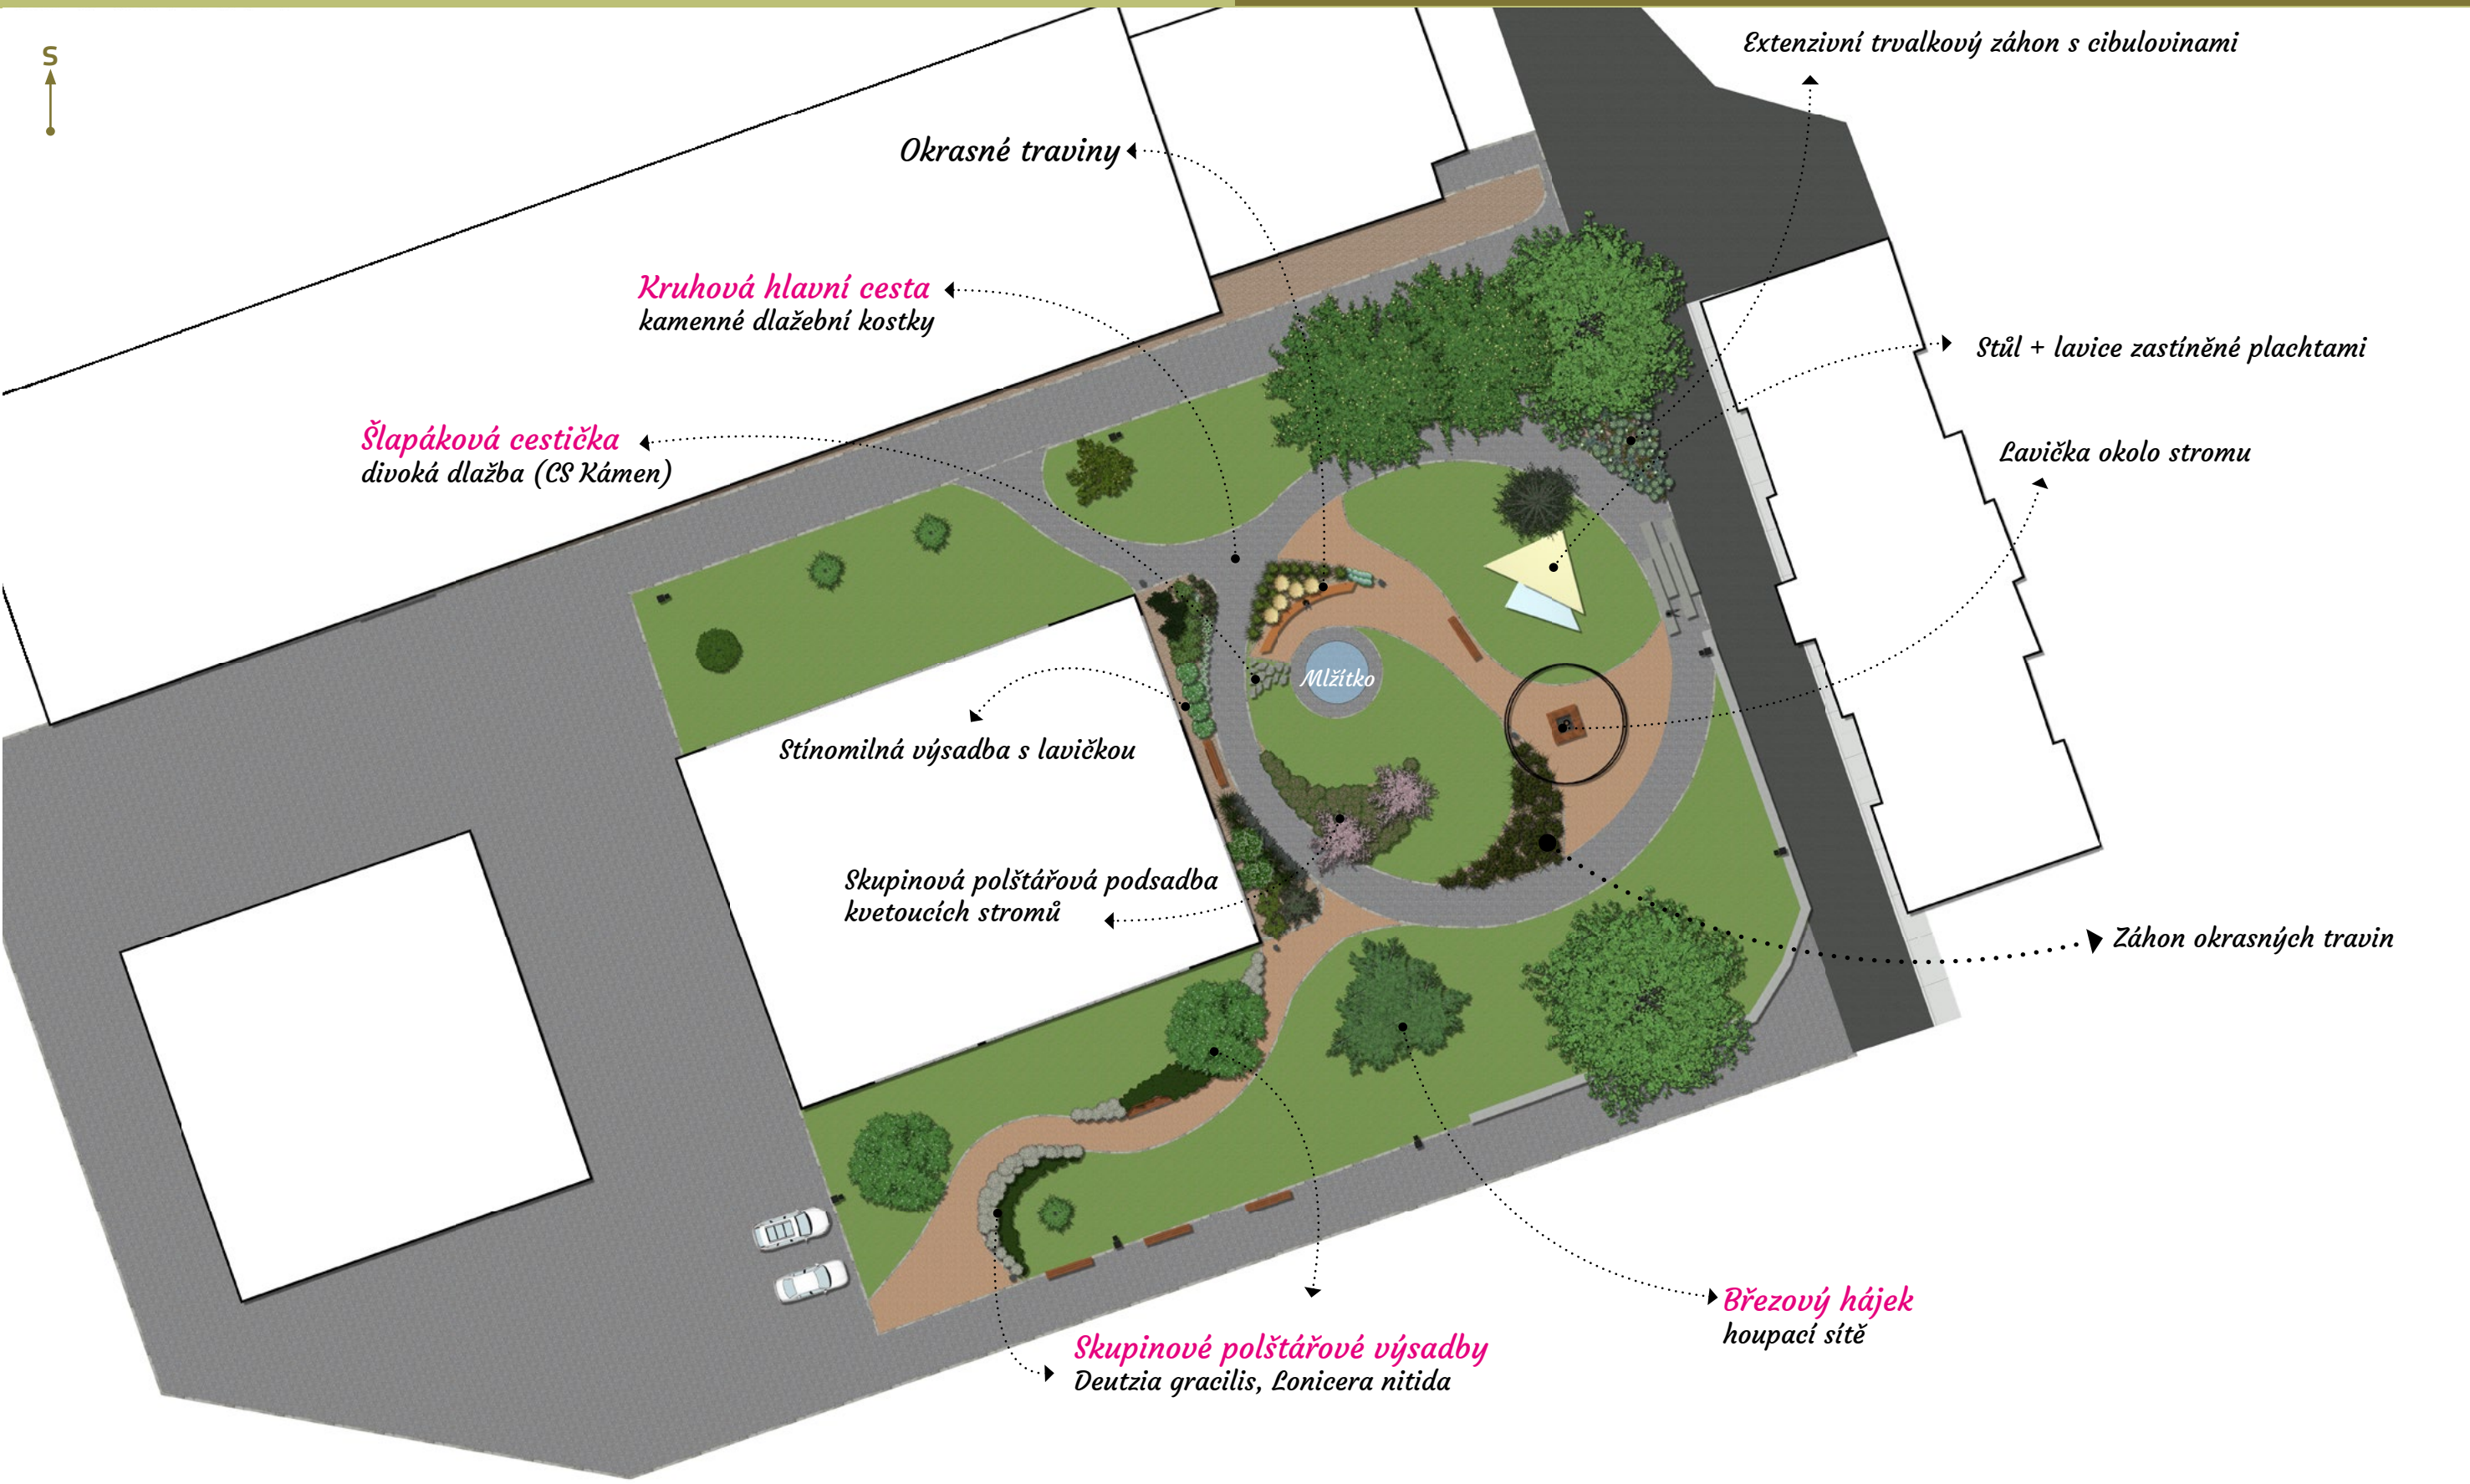 S
Extenzivní trvalkový záhon s cibulovinami
Okrasné traviny
Kruhová hlavní cesta
kamenné dlažební kostky
Stůl + lavice zastíněné plachtami
Šlapáková cestička
divoká dlažba (CS Kámen)
Lavička okolo stromu
Mlžítko
Stínomilná výsadba s lavičkou
Skupinová polštářová podsadba
kvetoucích stromů
Záhon okrasných travin
Březový hájek
houpací sítě
Skupinové polštářové výsadby
Deutzia gracilis, Lonicera nitida